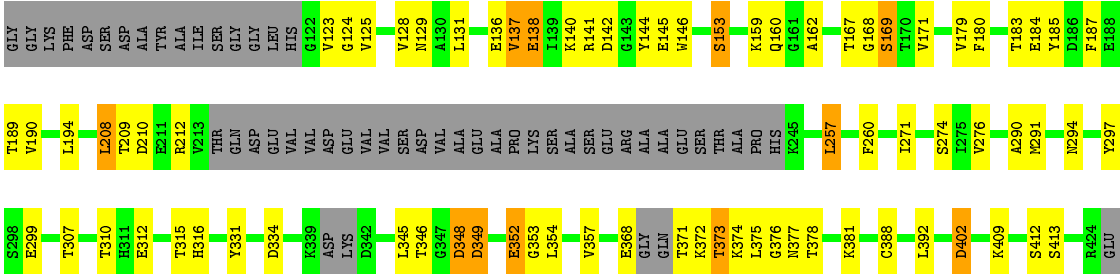 GLY GLY LYS PHE ASP SER ASP ALA TYR ALA ILE SER GLY GLY LEU HIS G122 V123 G124 V125 V128 N129 A130 L131 E136 V137 E138 I139 K140 R141 D142 G143 Y144 E145 W146 S153 K159 Q160 G161 A162 T167 G168 S169 T170 V171 V179 F180 T183 E184 Y185 D186 F187 E188
T189 V190 L194 L208 T209 D210 E211 R212 V213 THR GLN ASP GLU VAL VAL ASP GLU VAL VAL SER ASP VAL ALA GLU ALA PRO LYS SER ALA SER GLU ARG ALA ALA GLU SER THR ALA PRO HIS K245 L257 F260 I271 S274 I275 V276 A290 M291 N294 Y297
S298 E299 T307 T310 H311 E312 T315 H316 Y331 D334 K339 ASP LYS D342 L345 T346 G347 D348 D349 E352 G353 L354 V357 E368 GLY GLN T371 K372 T373 K374 L375 G376 N377 T378 K381 C388 L392 D402 K409 S412 S413 R424 GLU